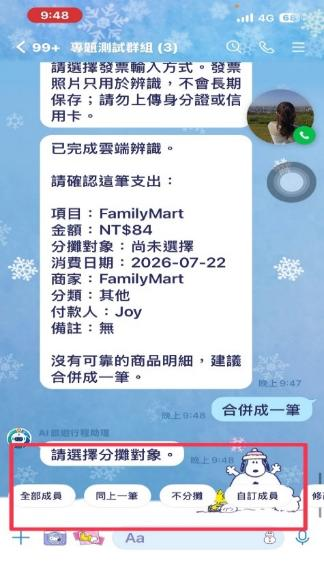 9:48
4G 68
99+ 專題測試群組 (3)
請選擇發票輸入方式。發票
照片只用於辨識，不會長期
保存；請勿上傳身分證或信
用卡。
已完成雲端辨識。
請確認這筆支出：
項目：FamilyMart
金額：NT$84
分攤對象：尚未選擇
消費日期：2026-07-22
商家：FamilyMart
分類：其他
付款人：Joy
備註：無
沒有可靠的商品明細，建議
合併成一筆。
晚上 9:47
晚上 9:48 合併成一筆
AI 旅遊行程助理
請選擇分攤對象。 晚上 9:48
全部成員 同上一筆 不分攤 自訂成員 修
Aa